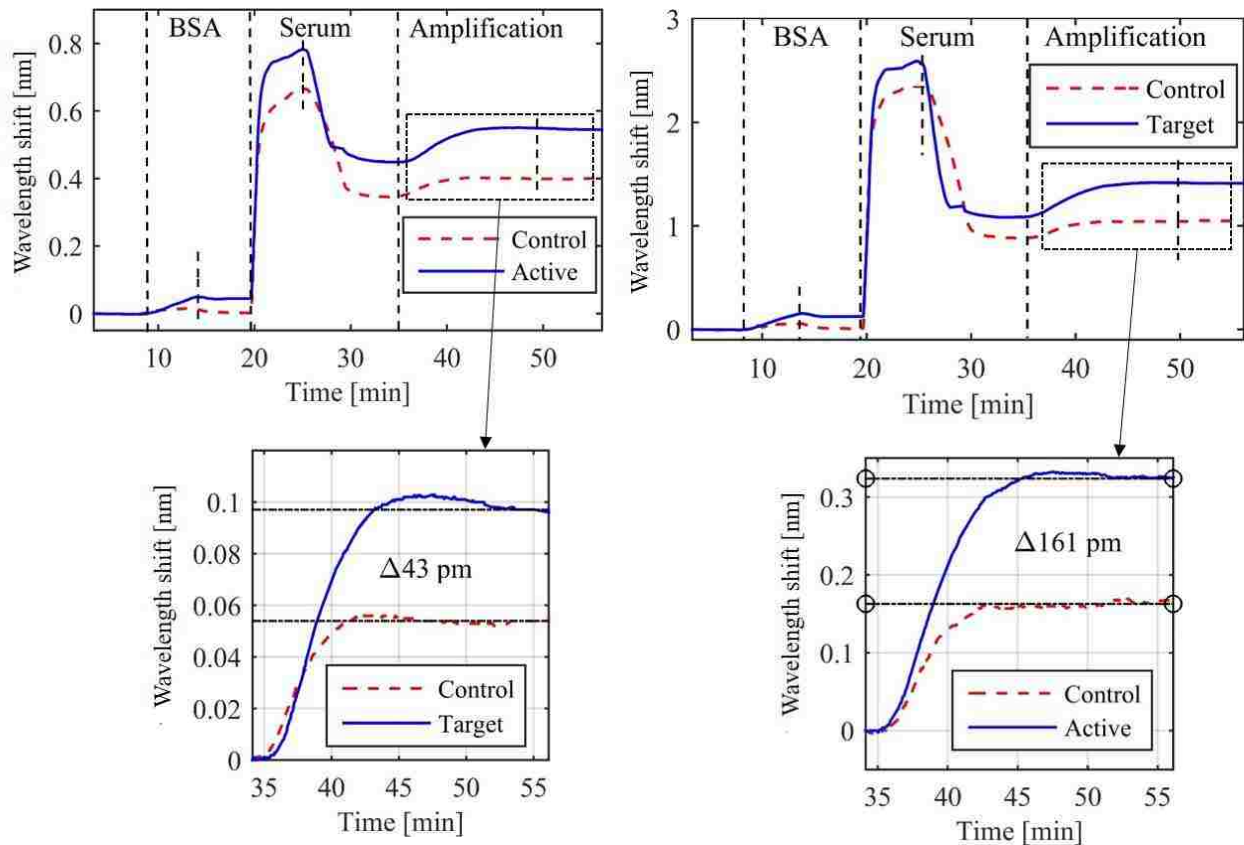 BSA Serum Amplification
Wavelength shift [nm]
0.8
0.6
0.4
0.2
0
Control
Active
10 20 30 40 50
Time [min]
BSA Serum Amplification
Wavelength shift [nm]
3
2
1
0
Control
Target
10 20 30 40 50
Time [min]
Wavelength shift [nm]
0.1
0.08
0.06
0.04
0.02
0
Δ43 pm
Control
Target
35 40 45 50 55
Time [min]
Wavelength shift [nm]
0.3
0.2
0.1
0
Δ161 pm
Control
Active
35 40 45 50 55
Time [min]